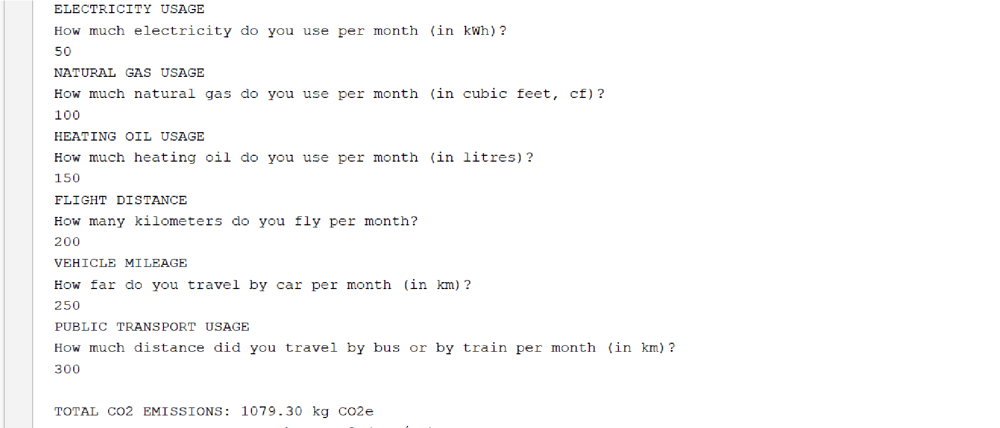 ELECTRICITY USAGE
How much electricity do you use per month (in kWh)?
50
NATURAL GAS USAGE
How much natural gas do you use per month (in cubic feet, cf)?
100
HEATING OIL USAGE
How much heating oil do you use per month (in litres)?
150
FLIGHT DISTANCE
How many kilometers do you fly per month?
200
VEHICLE MILEAGE
How far do you travel by car per month (in km)?
250
PUBLIC TRANSPORT USAGE
How much distance did you travel by bus or by train per month (in km)?
300
TOTAL CO2 EMISSIONS: 1079.30 kg CO2e